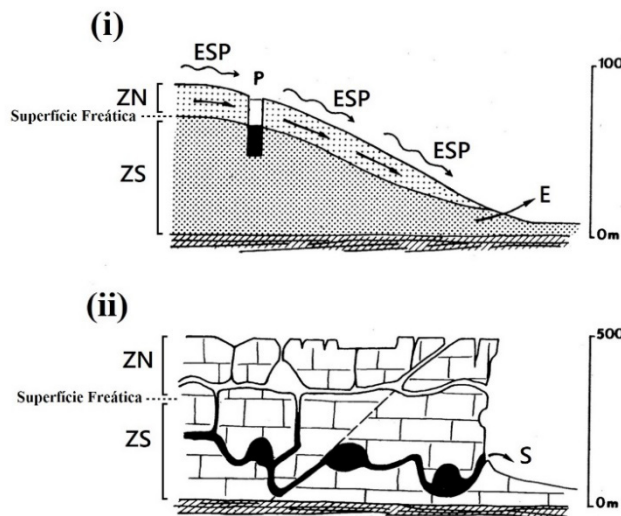 (i)
ESP
P
ESP
ESP
100
ZN
Superfície Freática
ZS
E
0m
(ii)
500
ZN
Superfície Freática
ZS
S
0m